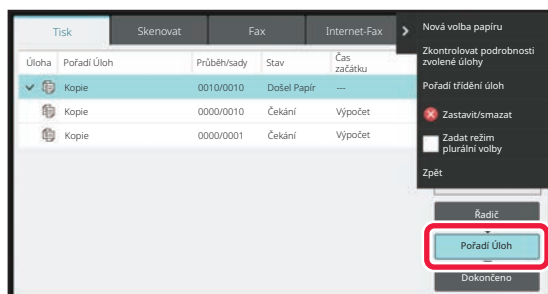 Tisk
Skenovat
Fax
Internet-Fax
Úloha
Pořadí Úloh
Průběh/sady
Stav
Čas
začátku
Kopie
0010/0010
Došel Papír
---
Kopie
0000/0010
Čekání
Výpočet
Kopie
0000/0001
Čekání
Výpočet
Nová volba papíru
Zkontrolovat podrobnosti
zvolené úlohy
Pořadí třídění úloh
Zastavit/smazat
Zadat režim
plurální volby
Zpět
Řadič
Pořadí Úloh
Dokončeno